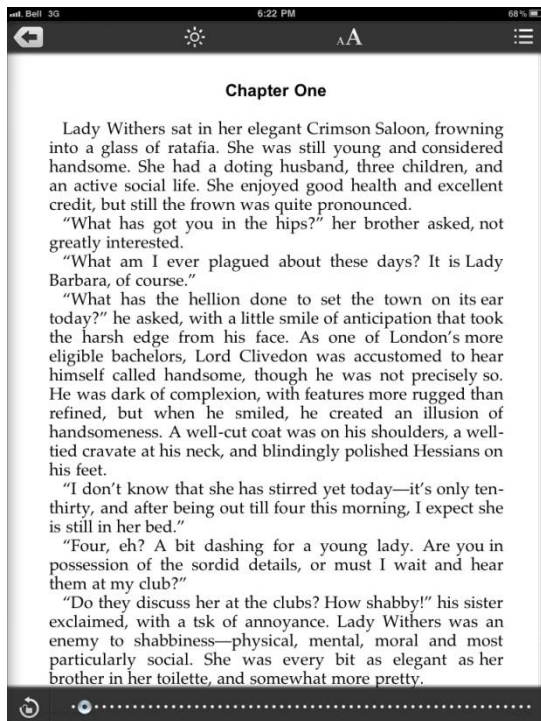 Bell 3G 6:22 PM 68%
AA
Chapter One
Lady Withers sat in her elegant Crimson Saloon, frowning
into a glass of ratafia. She was still young and considered
handsome. She had a doting husband, three children, and
an active social life. She enjoyed good health and excellent
credit, but still the frown was quite pronounced.
“What has got you in the hips?” her brother asked, not
greatly interested.
“What am I ever plagued about these days? It is Lady
Barbara, of course.”
“What has the hellion done to set the town on its ear
today?” he asked, with a little smile of anticipation that took
the harsh edge from his face. As one of London’s more
eligible bachelors, Lord Clivedon was accustomed to hear
himself called handsome, though he was not precisely so.
He was dark of complexion, with features more rugged than
refined, but when he smiled, he created an illusion of
handsomeness. A well-cut coat was on his shoulders, a well-
tied cravate at his neck, and blindingly polished Hessians on
his feet.
“I don’t know that she has stirred yet today—it’s only ten-
thirty, and after being out till four this morning, I expect she
is still in her bed.”
“Four, eh? A bit dashing for a young lady. Are you in
possession of the sordid details, or must I wait and hear
them at my club?”
“Do they discuss her at the clubs? How shabby!” his sister
exclaimed, with a tsk of annoyance. Lady Withers was an
enemy to shabbiness—physical, mental, moral and most
particularly social. She was every bit as elegant as her
brother in her toilette, and somewhat more pretty.